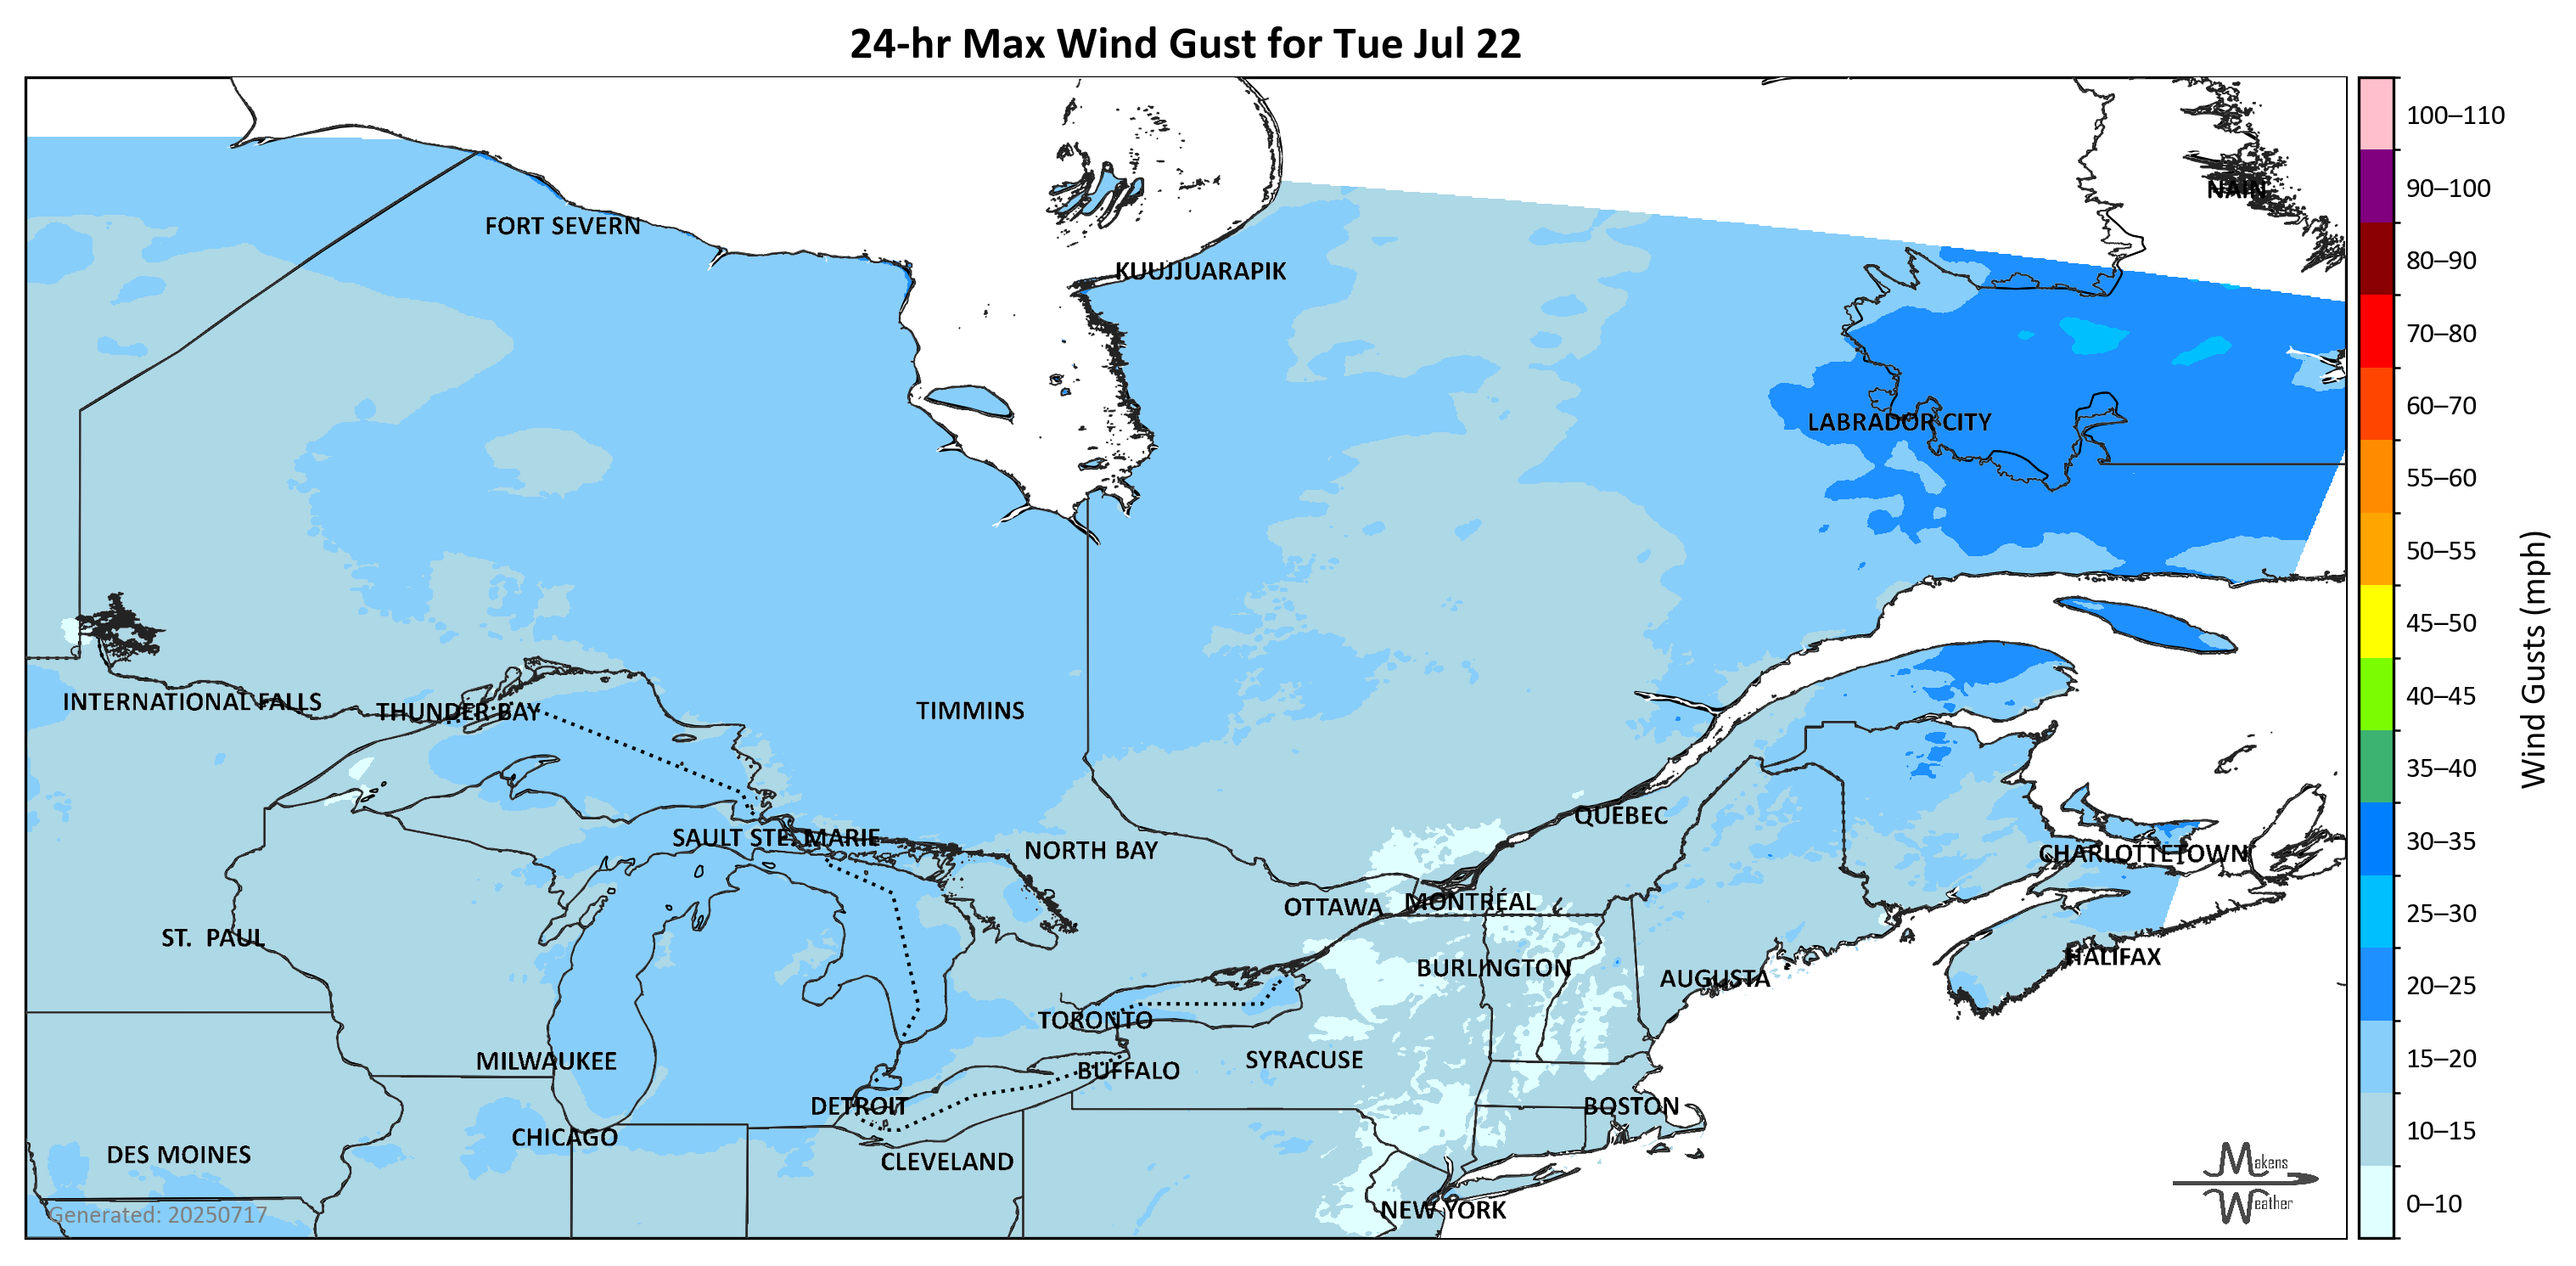 24-hr Max Wind Gust for Tue Jul 22
NAIN
FORT SEVERN
KUUJJUARAPIK
LABRADOR CITY
INTERNATIONAL FALLS
THUNDER BAY
TIMMINS
QUÉBEC
SAULT STE. MARIE
NORTH BAY
CHARLOTTETOWN
OTTAWA
MONTRÉAL
ST. PAUL
HALIFAX
BURLINGTON
AUGUSTA
TORONTO
MILWAUKEE
SYRACUSE
BUFFALO
DETROIT
BOSTON
CHICAGO
DES MOINES
CLEVELAND
NEW YORK
Generated: 20250717
Makens
Weather
100–110
90–100
80–90
70–80
60–70
55–60
50–55
45–50
40–45
35–40
30–35
25–30
20–25
15–20
10–15
0–10
Wind Gusts (mph)